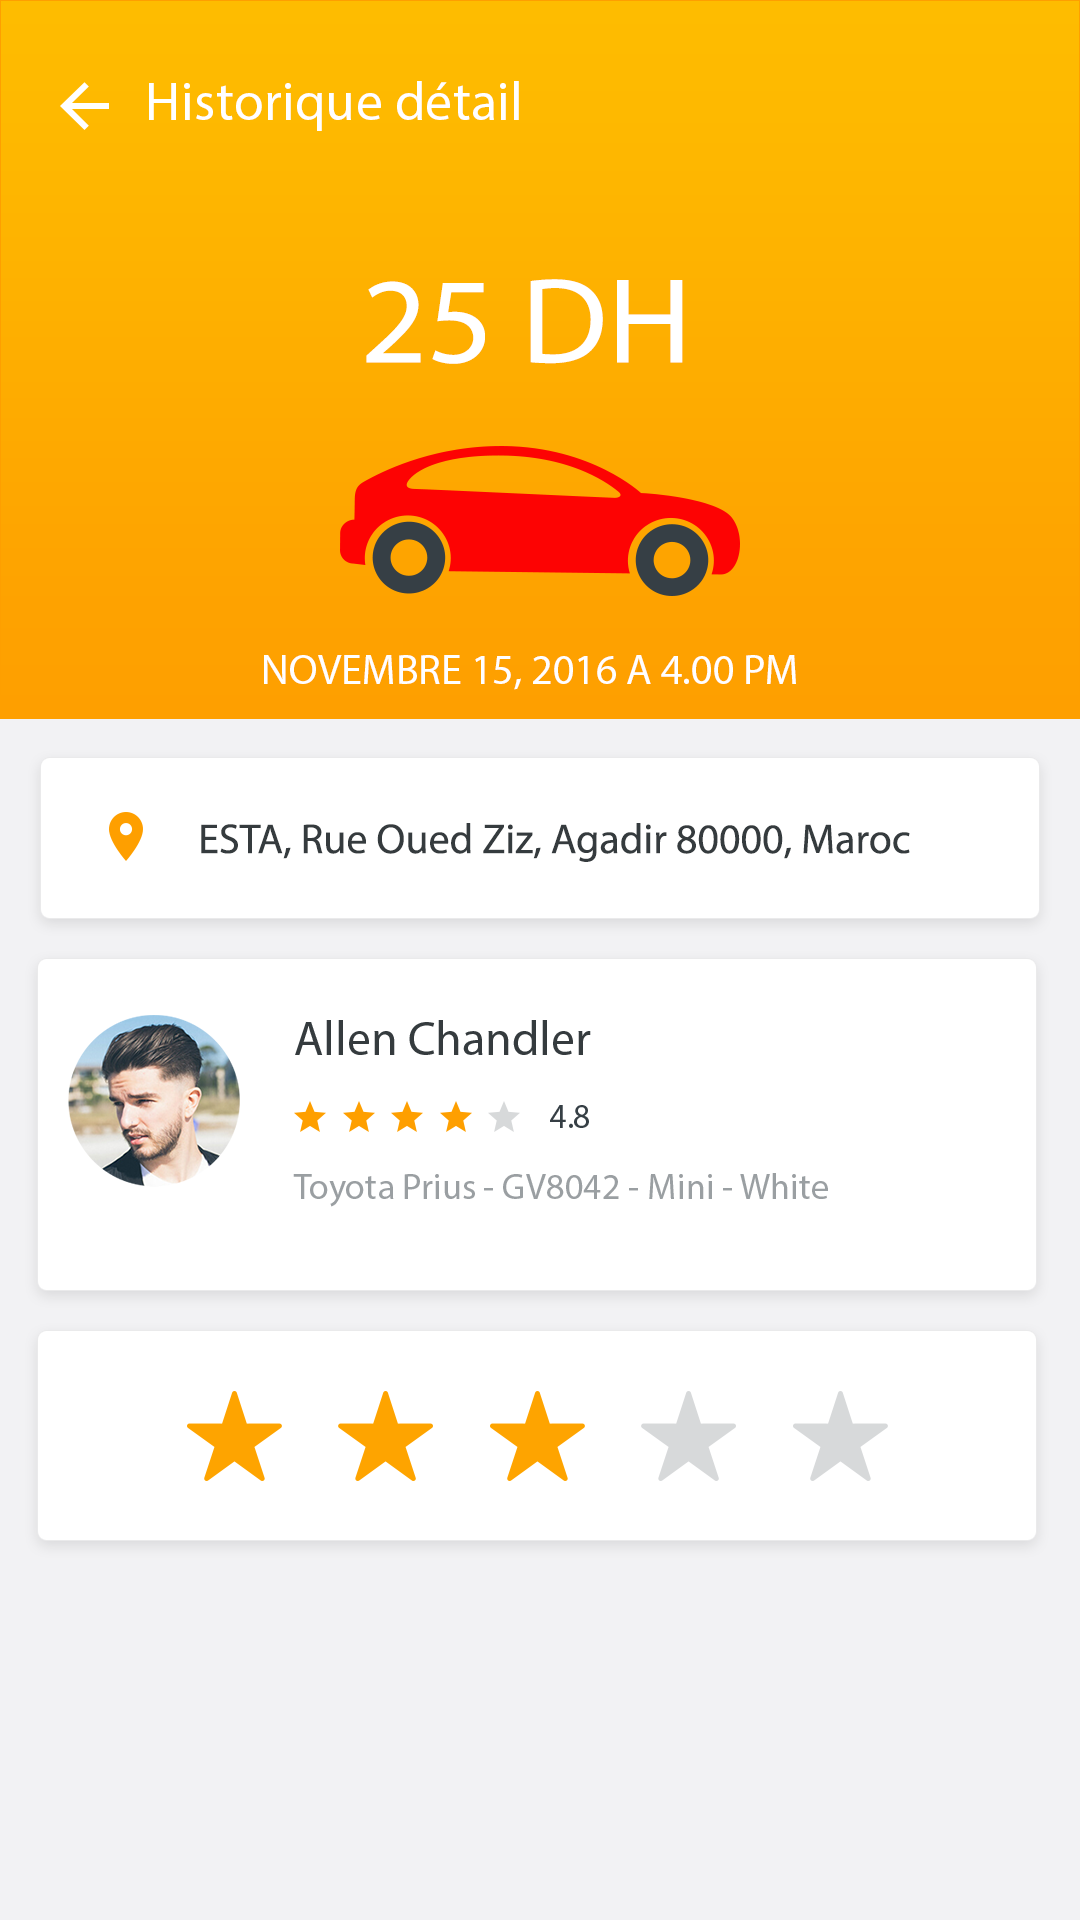 Historique détail
25 DH
NOVEMBRE 15, 2016 A 4.00 PM
ESTA, Rue Oued Ziz, Agadir 80000, Maroc
Allen Chandler
4.8
Toyota Prius - GV8042 - Mini - White